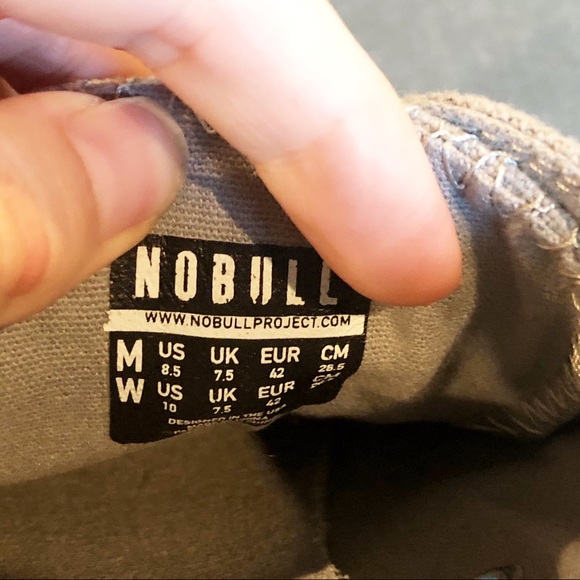 NOBULL
WWW.NOBULLPROJECT.COM
M US UK EUR CM
8.5 7.5 42 26.5
W US UK EUR CM
10 7.5 42
DESIGNED IN THE USA